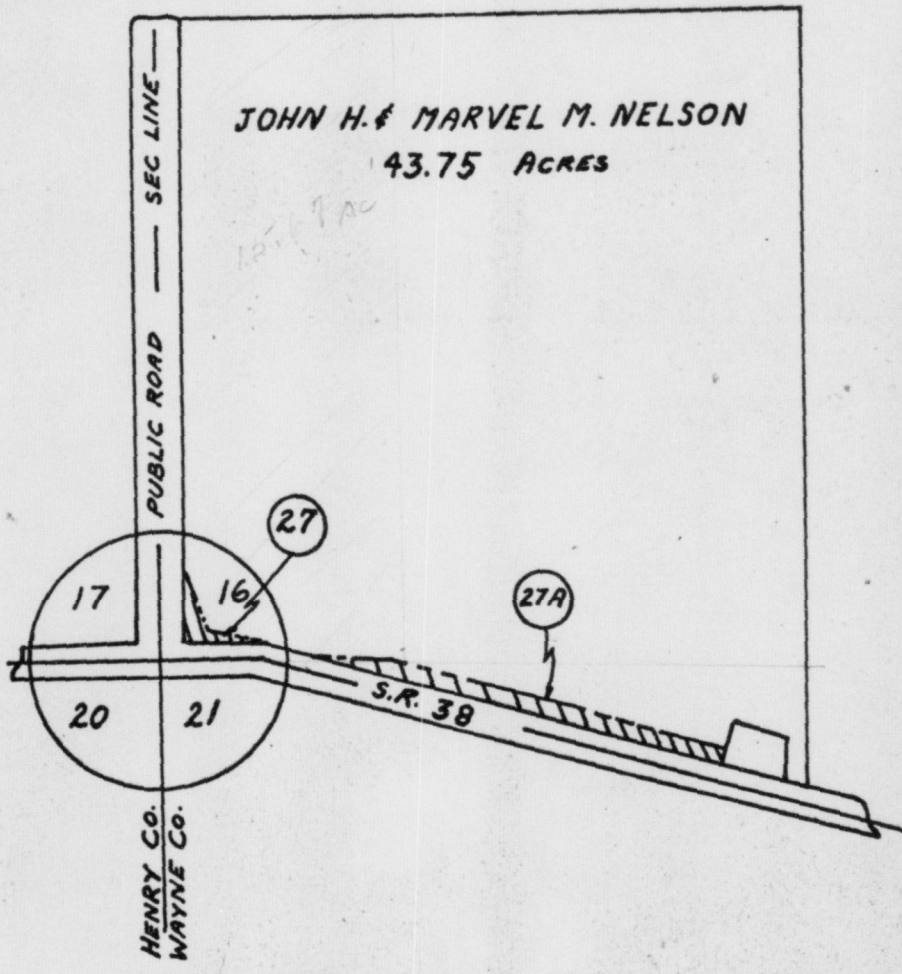 JOHN H. & MARVEL M. NELSON
43.75 ACRES
PUBLIC ROAD — SEC LINE —
27
17
16
27A
20
21
S.R. 38
HENRY CO.
WAYNE CO.